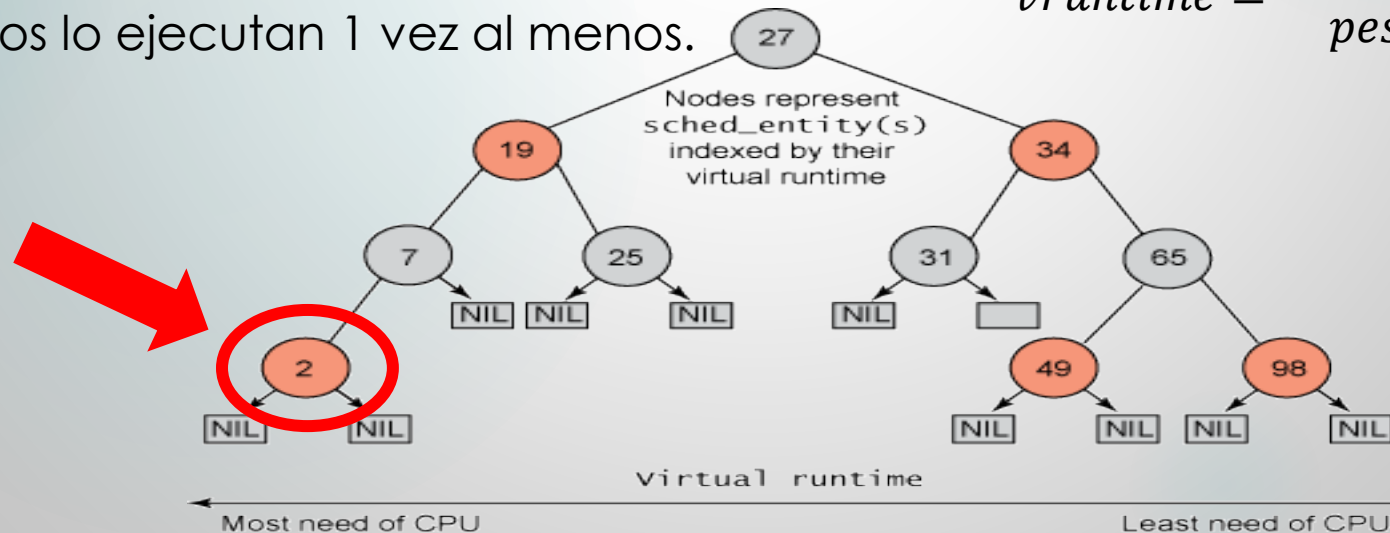 os lo ejecutan 1 vez al menos.
vruntime =
pes
27
Nodes represent
sched_entity(s)
indexed by their
virtual runtime
19
34
7
25
31
65
NIL
NIL
NIL
NIL
2
49
98
NIL
NIL
NIL
NIL
NIL
NIL
Virtual runtime
Most need of CPU
Least need of CPU